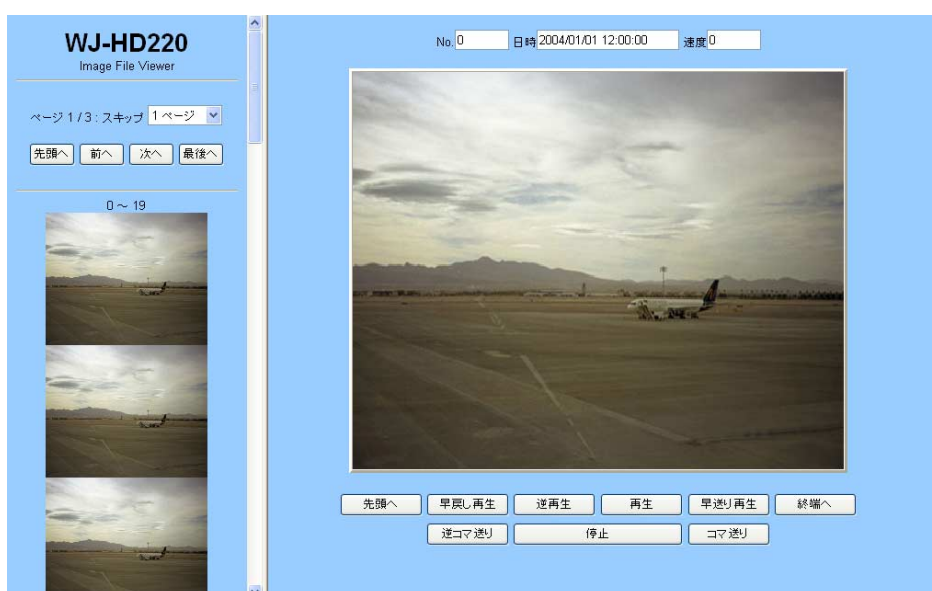 WJ-HD220
Image File Viewer
ページ 1 / 3 : スキップ 1 ページ
先頭へ 前へ 次へ 最後へ
0 ～ 19
No. 0 日時 2004/01/01 12:00:00 速度 0
先頭へ 早戻し再生 逆再生 再生 早送り再生 終端へ
逆コマ送り 停止 コマ送り